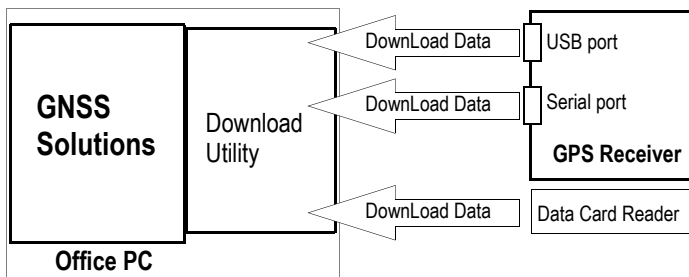 GNSS
Solutions
Download
Utility
Office PC
DownLoad Data
DownLoad Data
DownLoad Data
USB port
Serial port
GPS Receiver
Data Card Reader